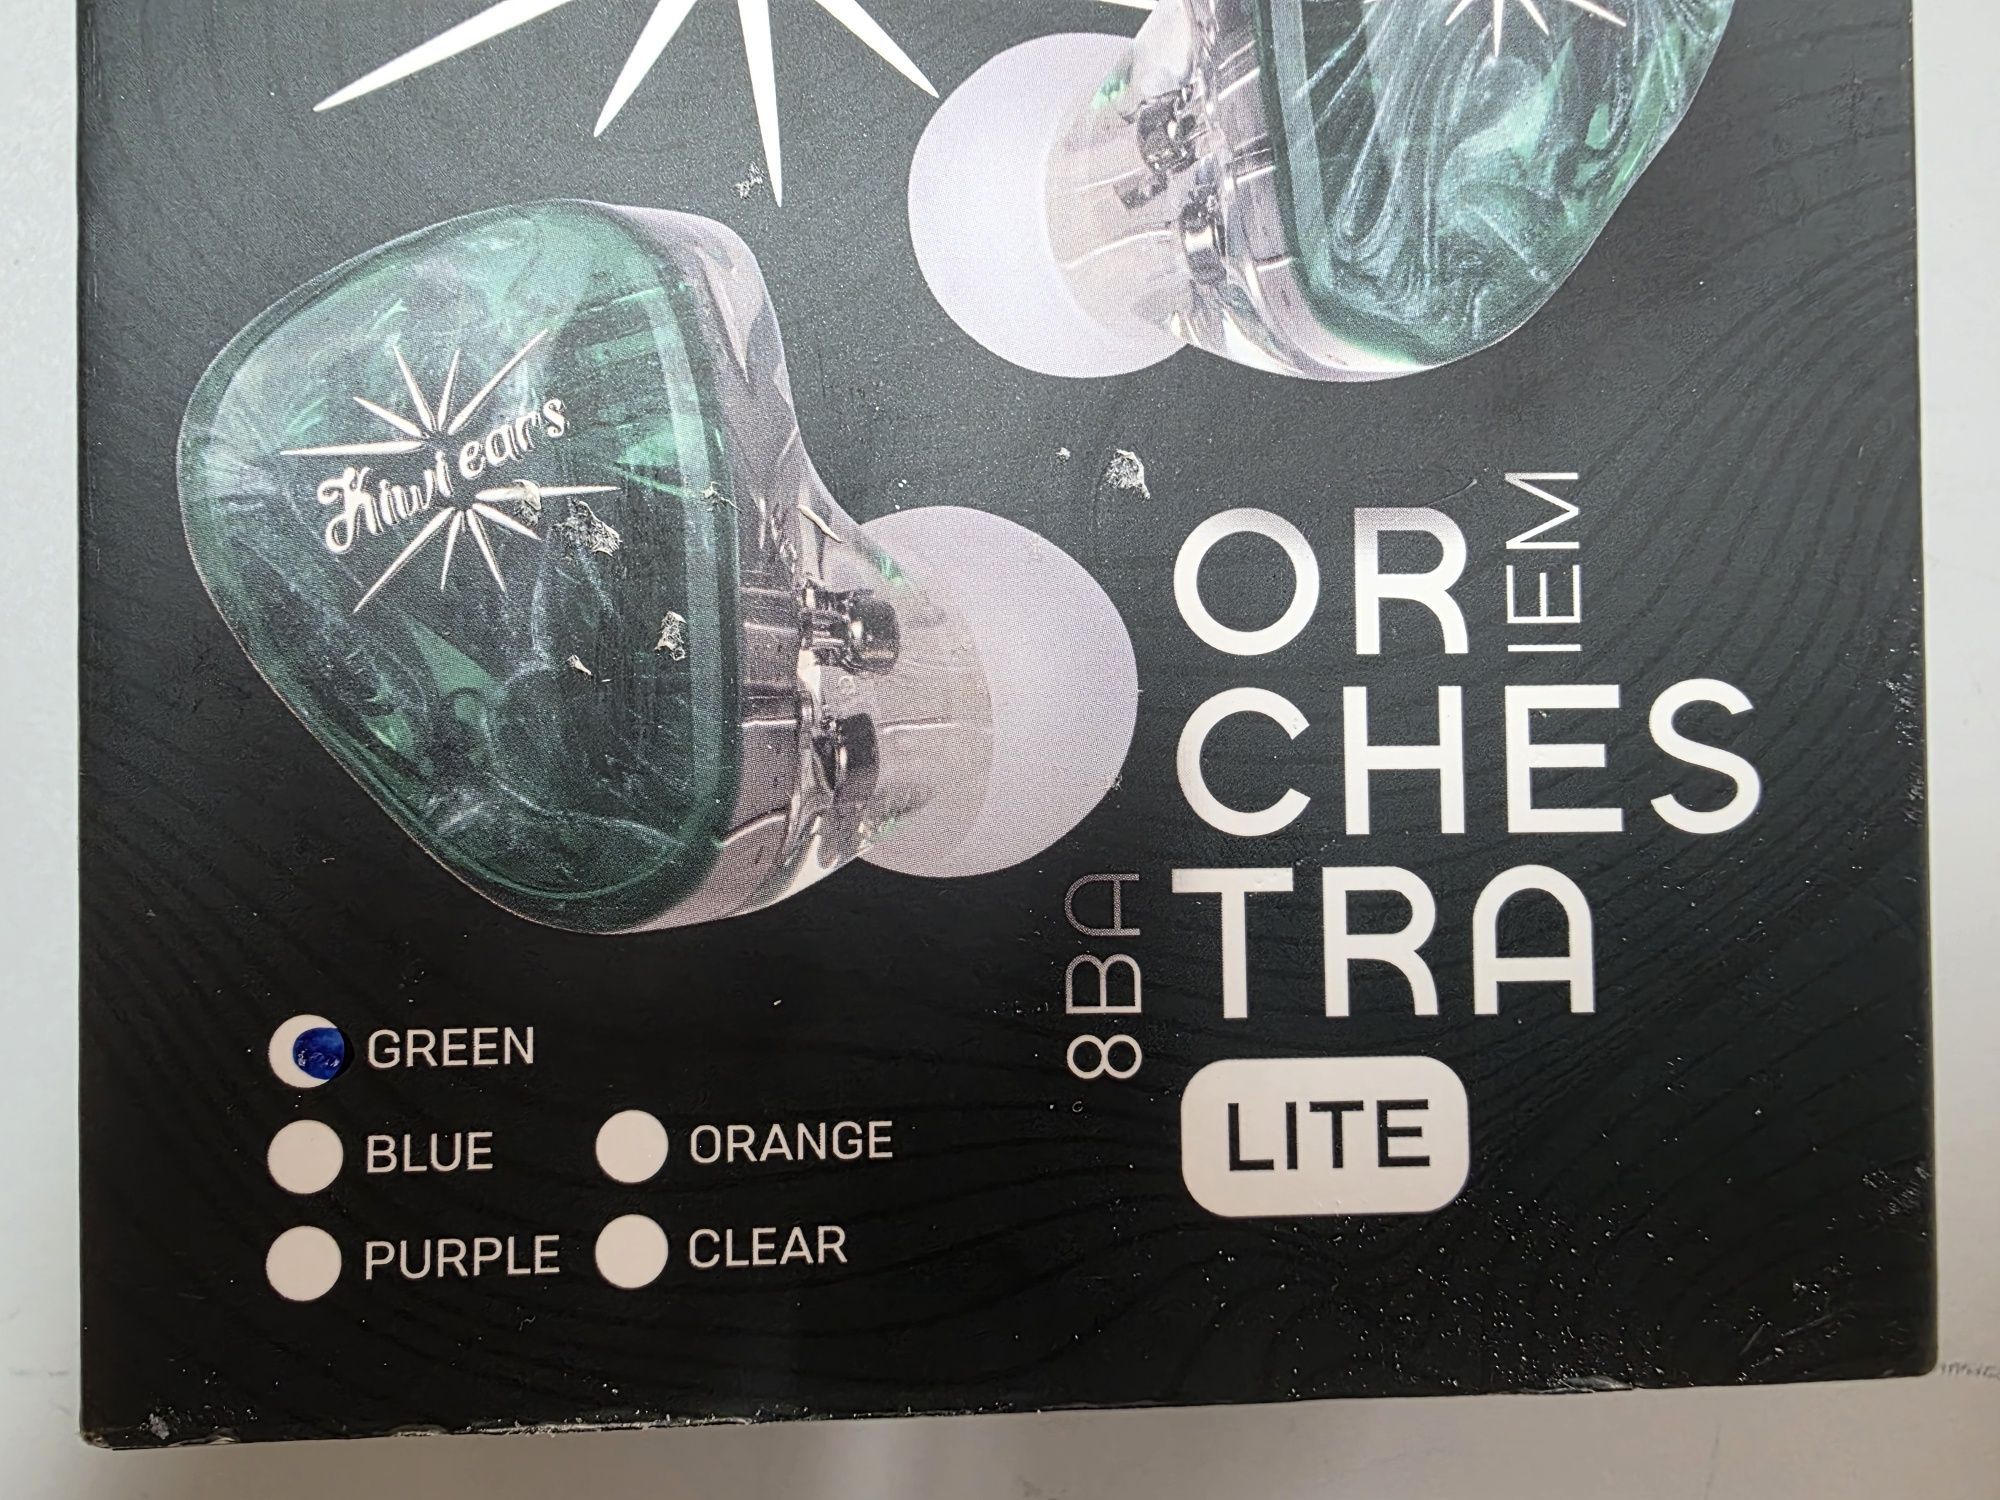 Kiwi ears
OR
IEM
CHES
TRA
8BA
LITE
GREEN
BLUE
ORANGE
PURPLE
CLEAR